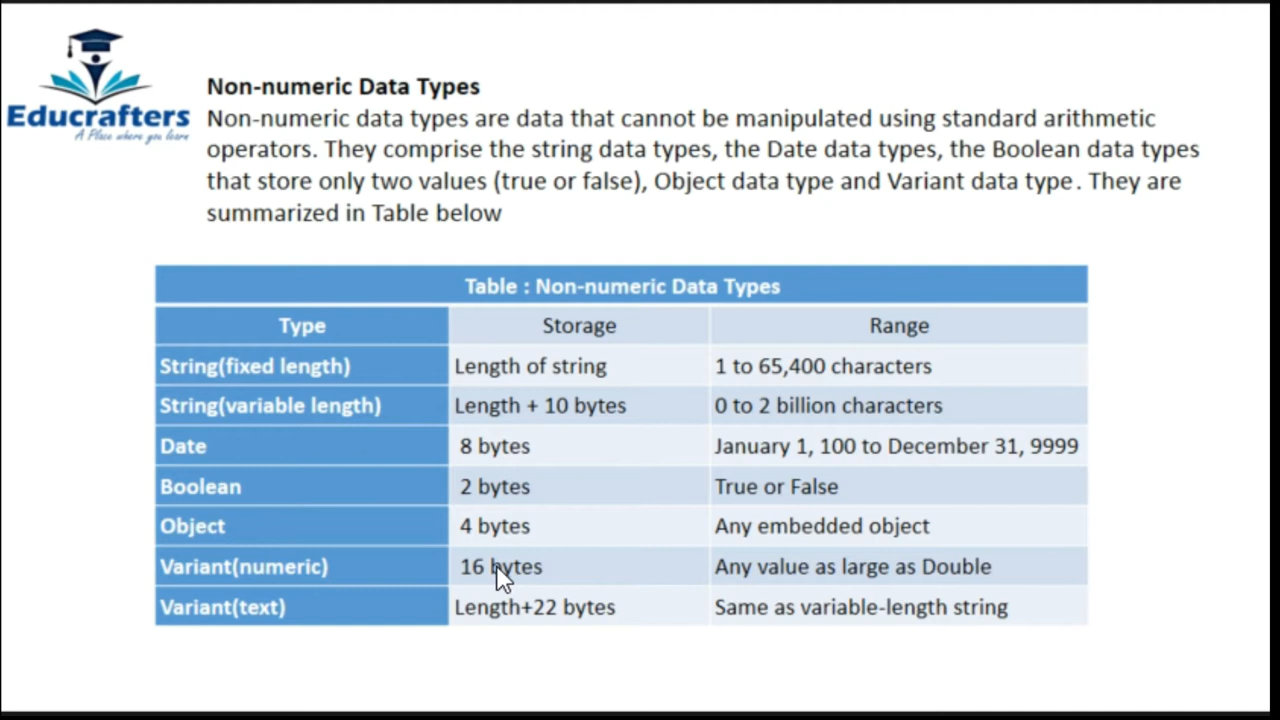 Educrafters
A Place where you learn
Non-numeric Data Types
Non-numeric data types are data that cannot be manipulated using standard arithmetic
operators. They comprise the string data types, the Date data types, the Boolean data types
that store only two values (true or false), Object data type and Variant data type. They are
summarized in Table below
Table : Non-numeric Data Types
Type Storage Range
String(fixed length) Length of string 1 to 65,400 characters
String(variable length) Length + 10 bytes 0 to 2 billion characters
Date 8 bytes January 1, 100 to December 31, 9999
Boolean 2 bytes True or False
Object 4 bytes Any embedded object
Variant(numeric) 16 bytes Any value as large as Double
Variant(text) Length+22 bytes Same as variable-length string